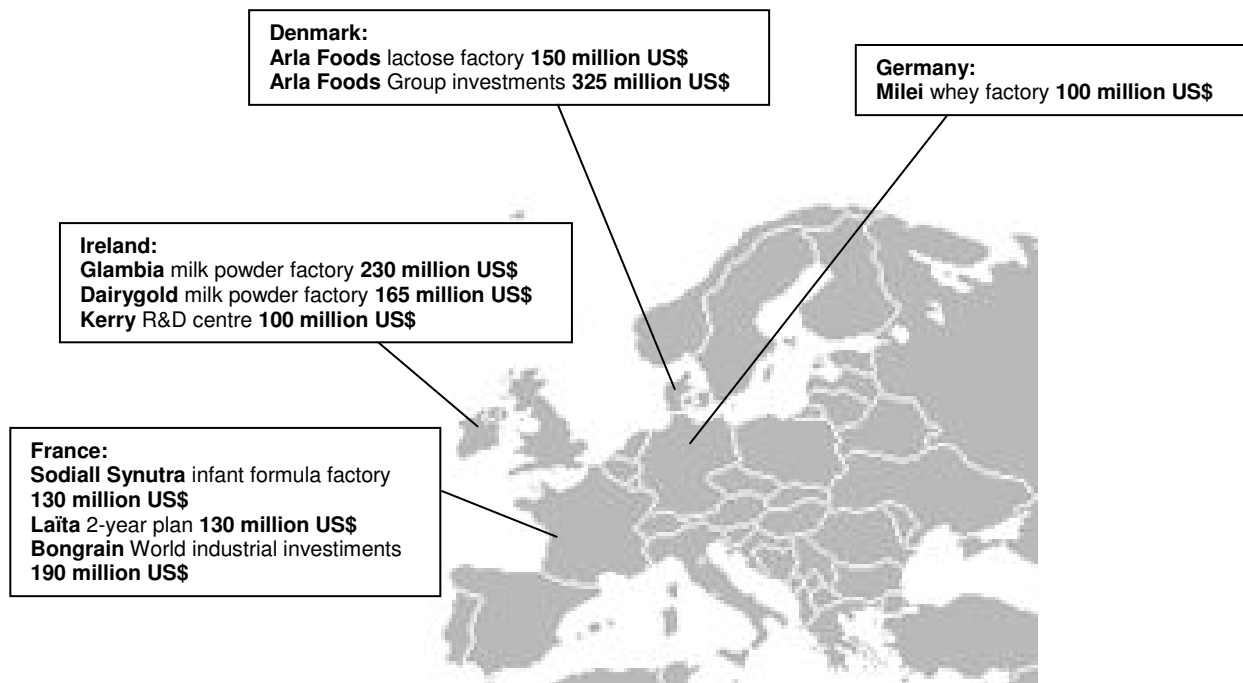 Denmark:
Arla Foods lactose factory 150 million US$
Arla Foods Group investments 325 million US$
Germany:
Milei whey factory 100 million US$
Ireland:
Glambia milk powder factory 230 million US$
Dairygold milk powder factory 165 million US$
Kerry R&D centre 100 million US$
France:
Sodiall Synutra infant formula factory
130 million US$
Laïta 2-year plan 130 million US$
Bongrain World industrial investiments
190 million US$